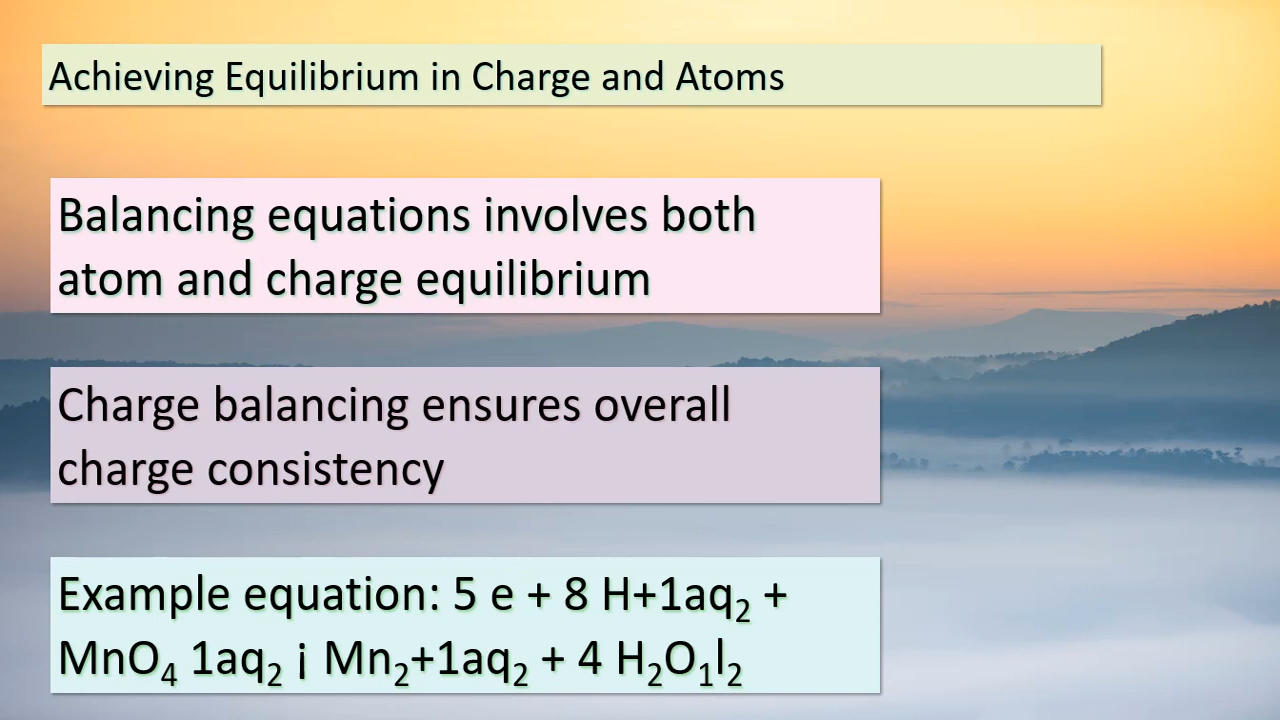 Achieving Equilibrium in Charge and Atoms
Balancing equations involves both
atom and charge equilibrium
Charge balancing ensures overall
charge consistency
Example equation: 5 e + 8 H+1aq₂ +
MnO₄ 1aq₂ ¡ Mn₂+1aq₂ + 4 H₂O₁l₂